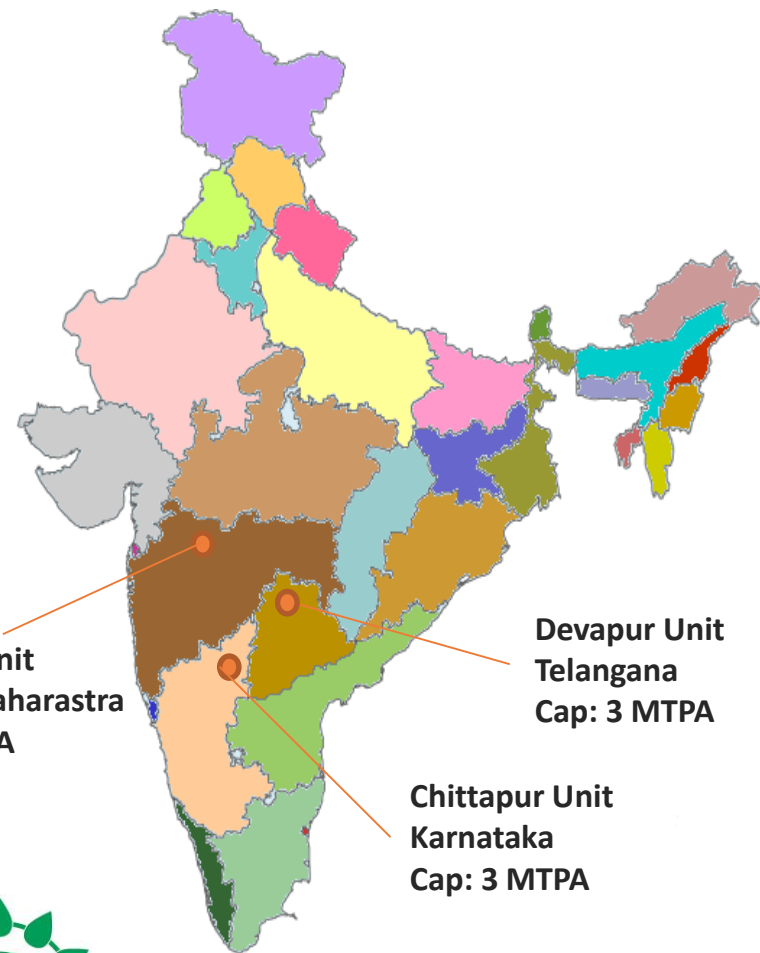 nit
aharastra
A
Devapur Unit
Telangana
Cap: 3 MTPA
Chittapur Unit
Karnataka
Cap: 3 MTPA